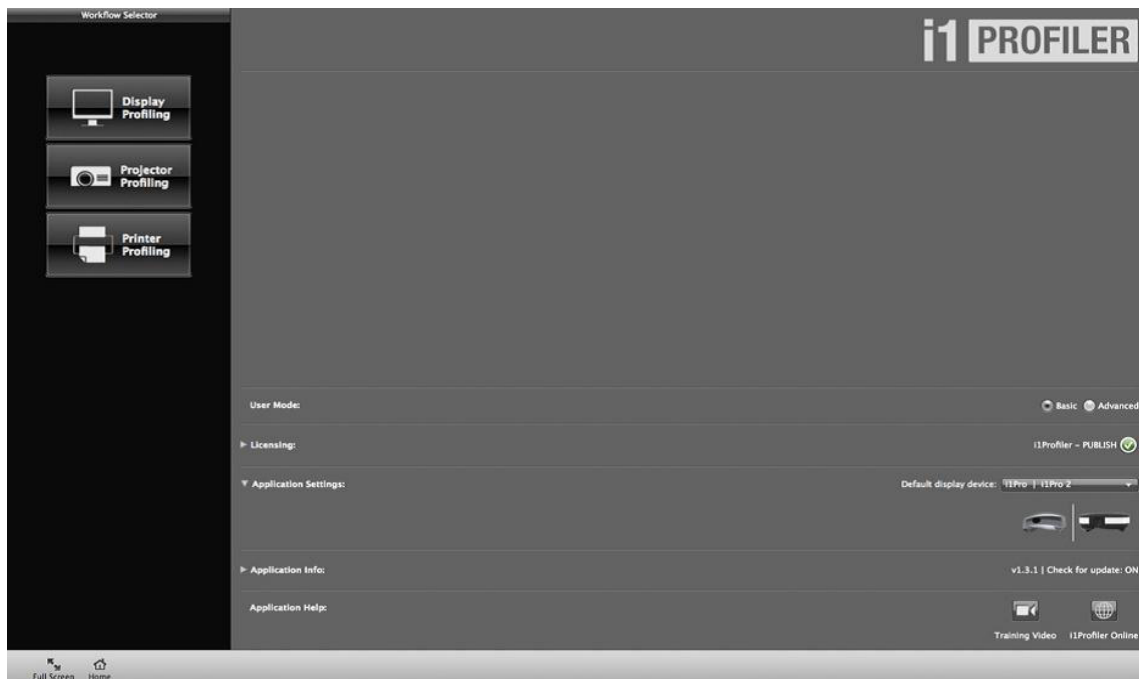 Workflow Selector
i1 PROFILER
Display
Profiling
Projector
Profiling
Printer
Profiling
User Mode:
Basic
Advanced
Licensing:
i1Profiler – PUBLISH
Application Settings:
Default display device:
i1Pro | i1Pro 2
Application Info:
v1.3.1 | Check for update: ON
Application Help:
Training Video
i1Profiler Online
Full Screen
Home